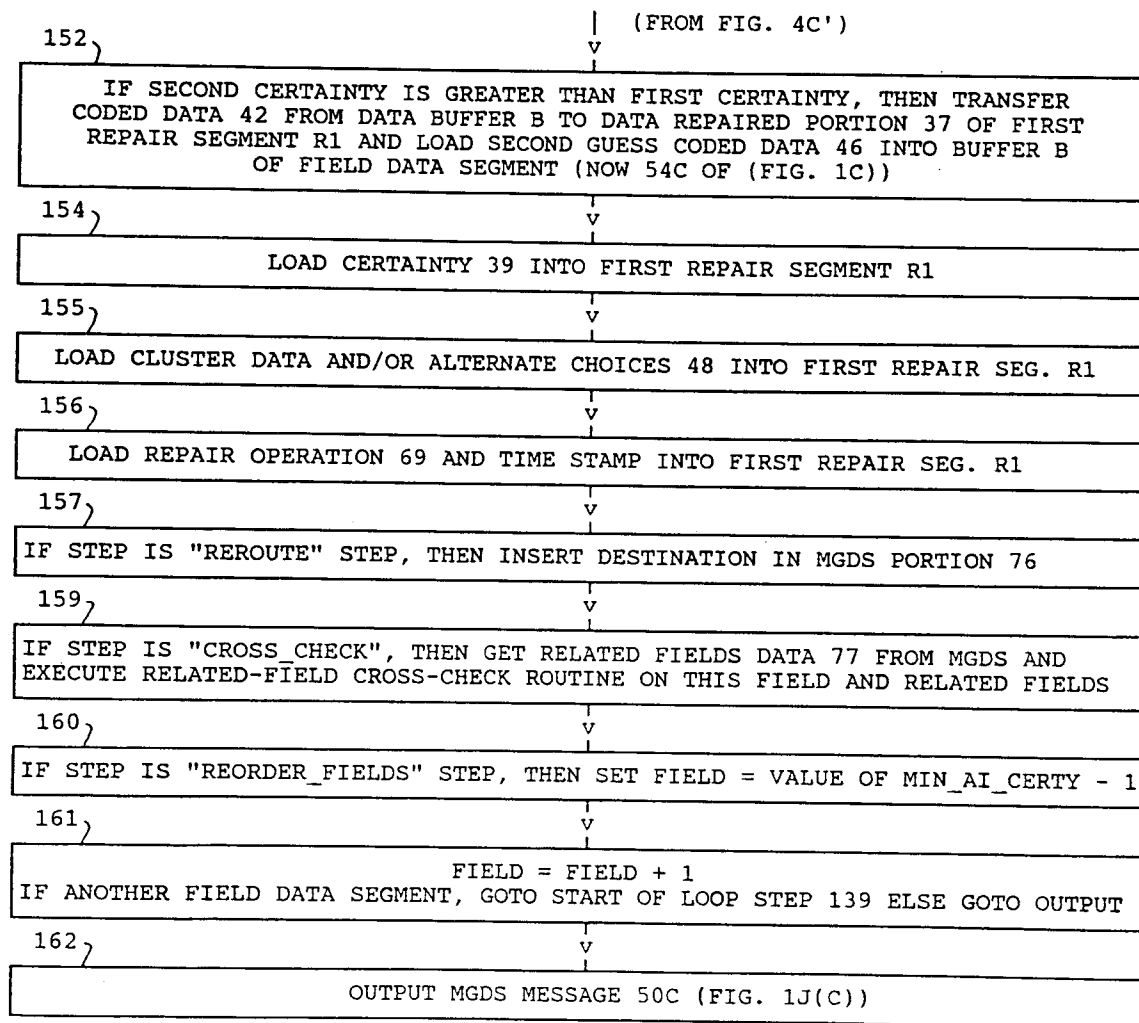 (FROM FIG. 4C')
152
IF SECOND CERTAINTY IS GREATER THAN FIRST CERTAINTY, THEN TRANSFER
CODED DATA 42 FROM DATA BUFFER B TO DATA REPAIRED PORTION 37 OF FIRST
REPAIR SEGMENT R1 AND LOAD SECOND GUESS CODED DATA 46 INTO BUFFER B
OF FIELD DATA SEGMENT (NOW 54C OF (FIG. 1C))
154
LOAD CERTAINTY 39 INTO FIRST REPAIR SEGMENT R1
155
LOAD CLUSTER DATA AND/OR ALTERNATE CHOICES 48 INTO FIRST REPAIR SEG. R1
156
LOAD REPAIR OPERATION 69 AND TIME STAMP INTO FIRST REPAIR SEG. R1
157
IF STEP IS "REROUTE" STEP, THEN INSERT DESTINATION IN MGDS PORTION 76
159
IF STEP IS "CROSS_CHECK", THEN GET RELATED FIELDS DATA 77 FROM MGDS AND
EXECUTE RELATED-FIELD CROSS-CHECK ROUTINE ON THIS FIELD AND RELATED FIELDS
160
IF STEP IS "REORDER_FIELDS" STEP, THEN SET FIELD = VALUE OF MIN_AI_CERTY - 1
161
FIELD = FIELD + 1
IF ANOTHER FIELD DATA SEGMENT, GOTO START OF LOOP STEP 139 ELSE GOTO OUTPUT
162
OUTPUT MGDS MESSAGE 50C (FIG. 1J(C))